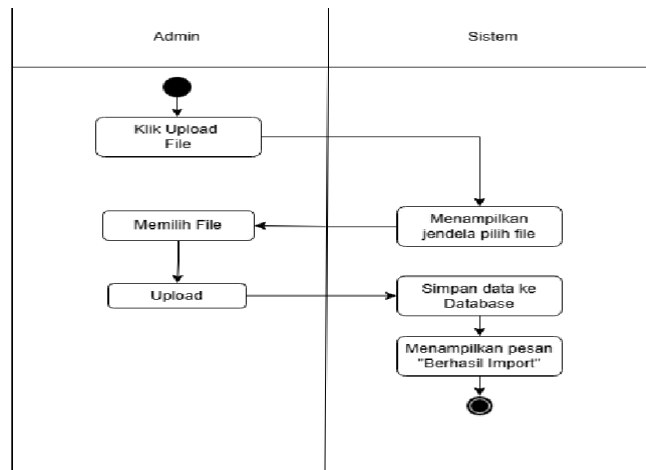 Admin
Sistem
Klik Upload
File
Menampilkan
jendela pilih file
Memilih File
Upload
Simpan data ke
Database
Menampilkan pesan
"Berhasil Import"